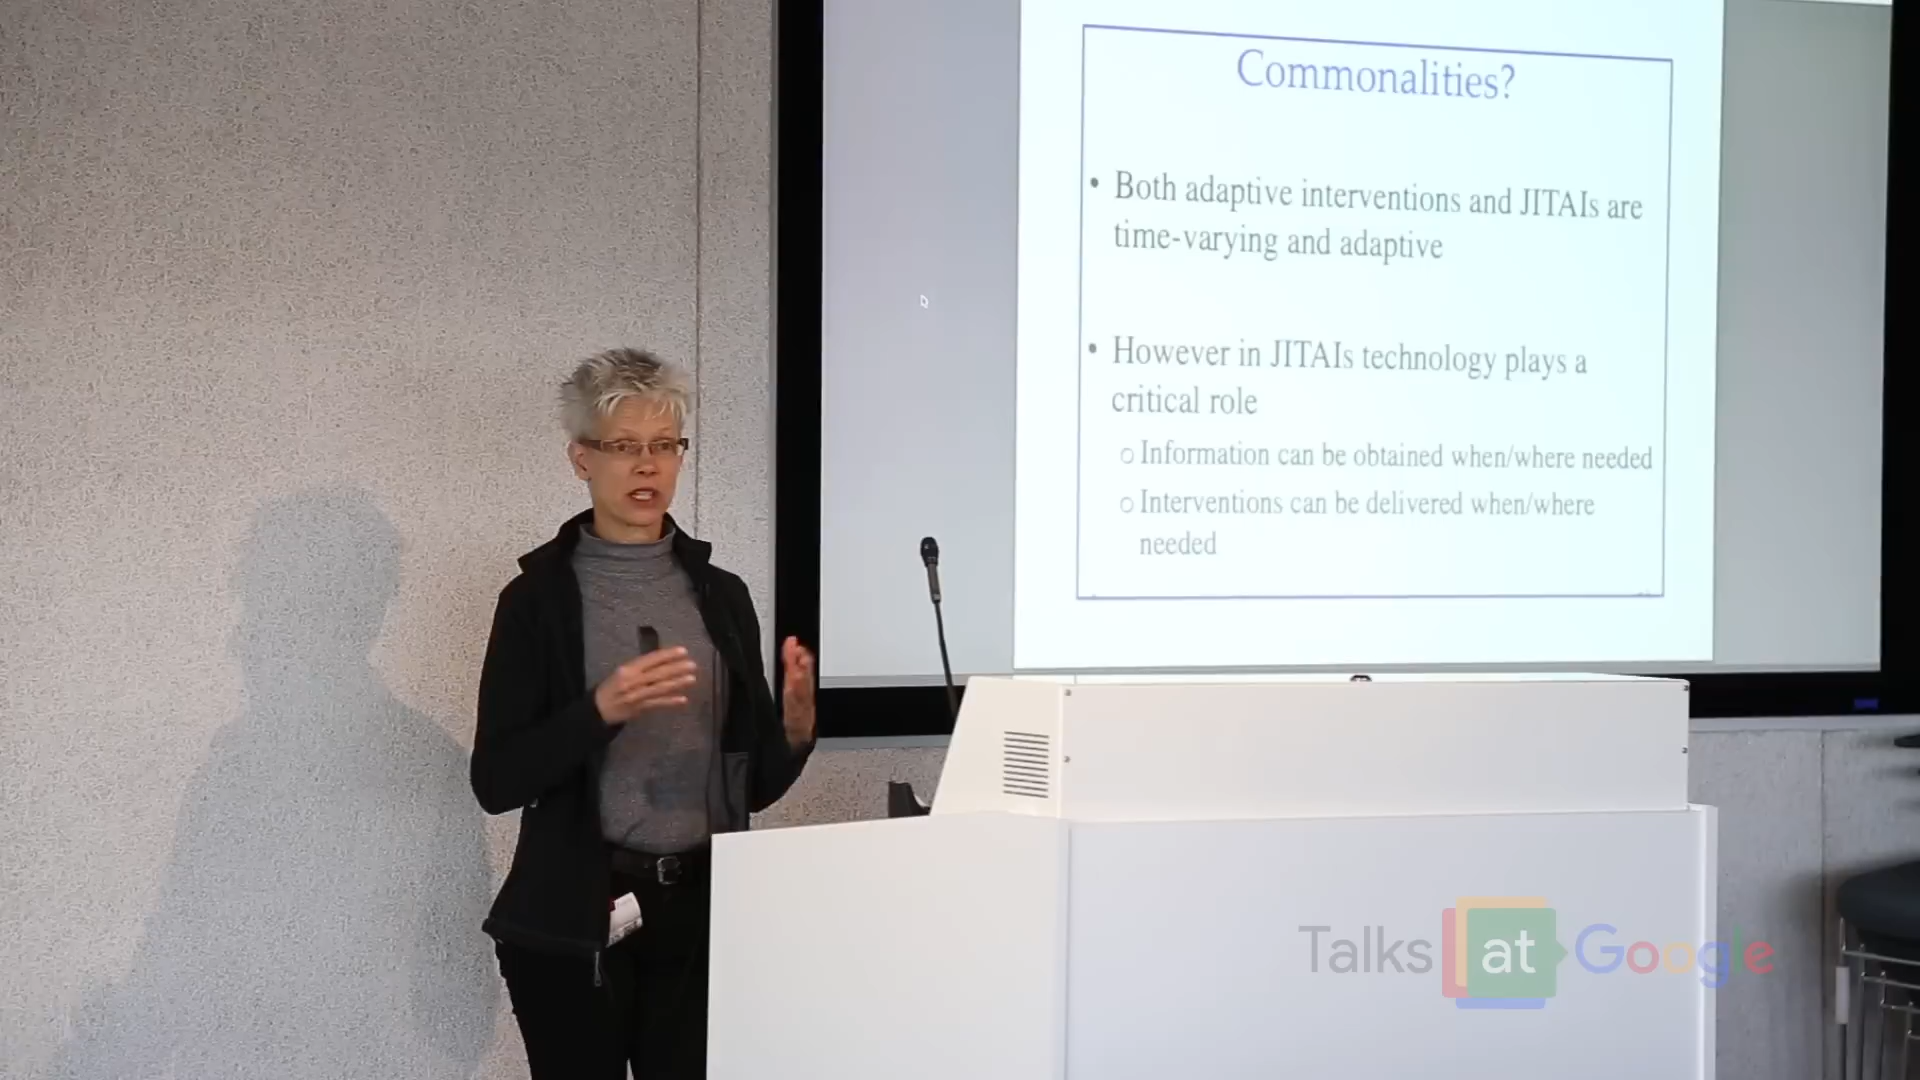 Commonalities?
• Both adaptive interventions and JITAIs are
time-varying and adaptive
• However in JITAIs technology plays a
critical role
○ Information can be obtained when/where needed
○ Interventions can be delivered when/where
needed
Talks at Google